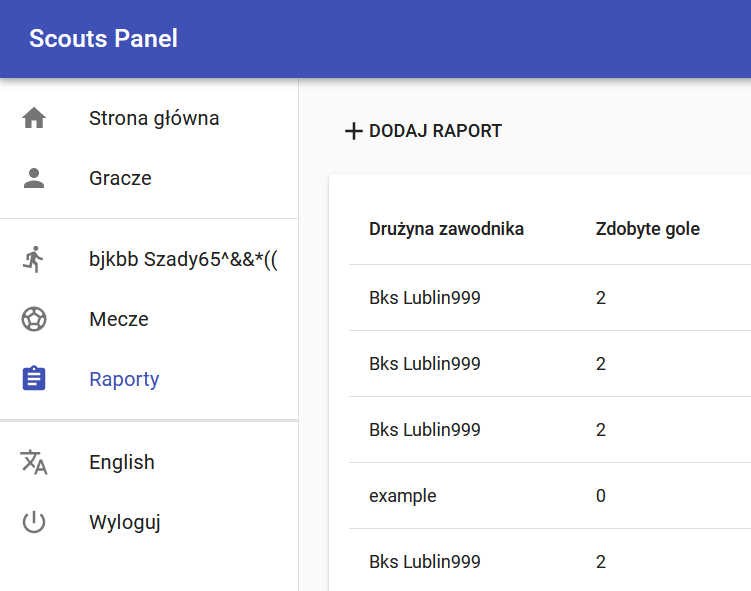 Scouts Panel
Strona główna
Gracze
bjkbb Szady65^&&*((
Mecze
Raporty
English
Wyloguj
DODAJ RAPORT
Drużyna zawodnika Zdobyte gole
Bks Lublin999 2
Bks Lublin999 2
Bks Lublin999 2
example 0
Bks Lublin999 2